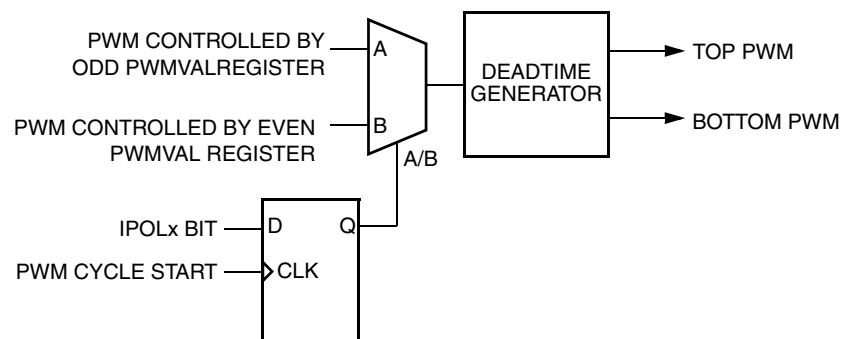 PWM CONTROLLED BY
ODD PWMVALREGISTER
A
DEADTIME
GENERATOR
TOP PWM
BOTTOM PWM
PWM CONTROLLED BY EVEN
PWMVAL REGISTER
B
A/B
IPOLx BIT
D
Q
PWM CYCLE START
CLK